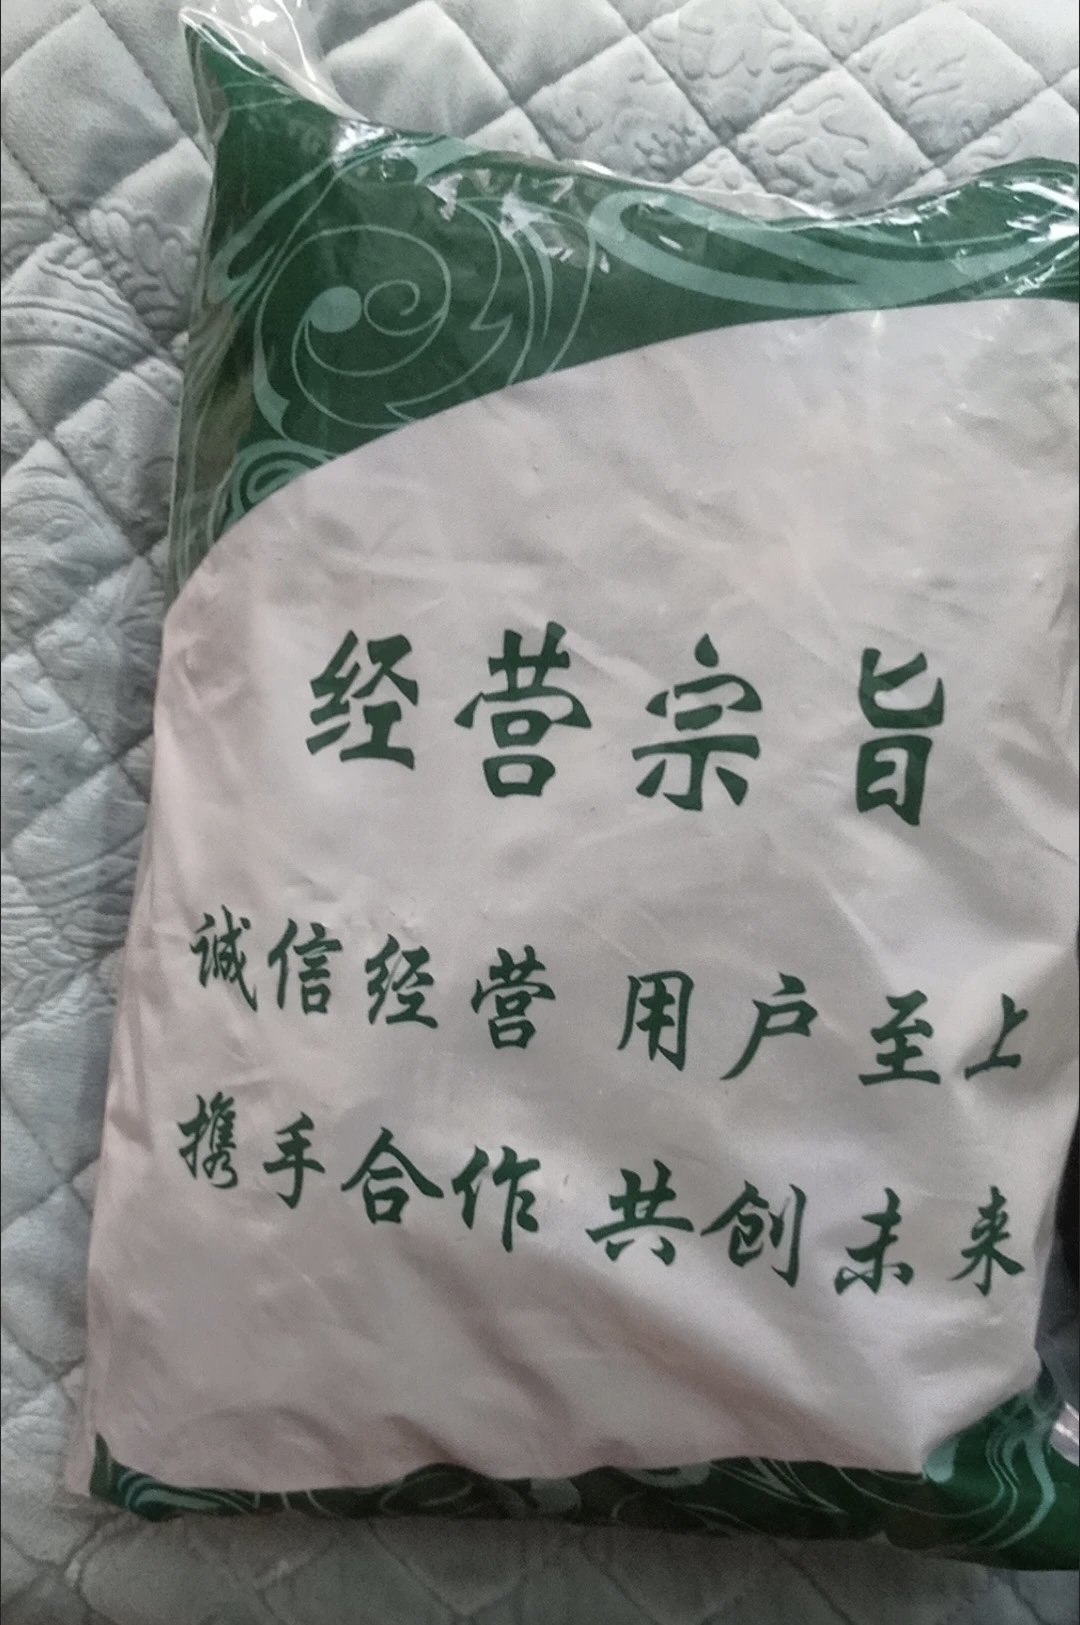 经营宗旨
诚信经营 用户至上
携手合作 共创未来